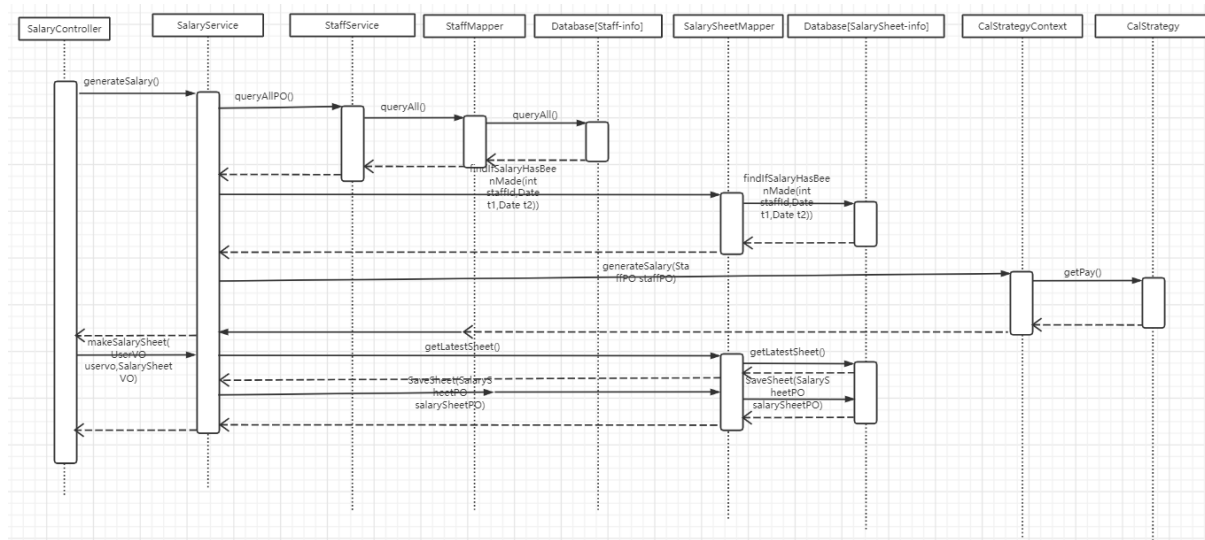 SalaryController
SalaryService
StaffService
StaffMapper
Database[Staff-info]
SalarySheetMapper
Database[SalarySheet-info]
CalStrategyContext
CalStrategy
generateSalary()
queryAllPO()
queryAll()
queryAll()
findIfSalaryHasBee
nMade(int
staffId,Date
t1,Date t2))
findIfSalaryHasBee
nMade(int
staffId,Date
t1,Date t2))
generateSalary(Sta
ffPO staffPO)
getPay()
makeSalarySheet(
UserVO
uservo,SalarySheet
VO)
getLatestSheet()
getLatestSheet()
SaveSheet(SalaryS
heetPO
salarySheetPO)
SaveSheet(SalaryS
heetPO
salarySheetPO)